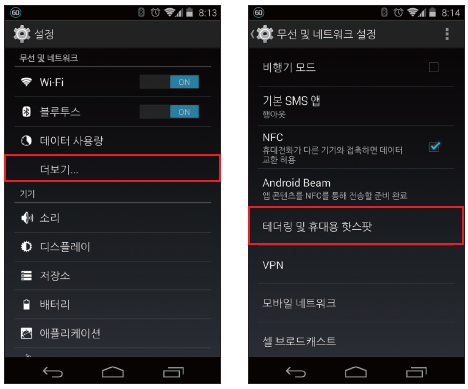 60
8:13
설정
무선 및 네트워크
Wi-Fi
ON
블루투스
ON
데이터 사용량
더보기...
기기
소리
디스플레이
저장소
배터리
애플리케이션
60
8:14
무선 및 네트워크 설정
비행기 모드
기본 SMS 앱
행아웃
NFC
휴대전화가 다른 기기와 접촉하면 데이터
교환 허용
Android Beam
앱 콘텐츠를 NFC를 통해 전송할 준비 완료
테더링 및 휴대용 핫스팟
VPN
모바일 네트워크
셀 브로드캐스트